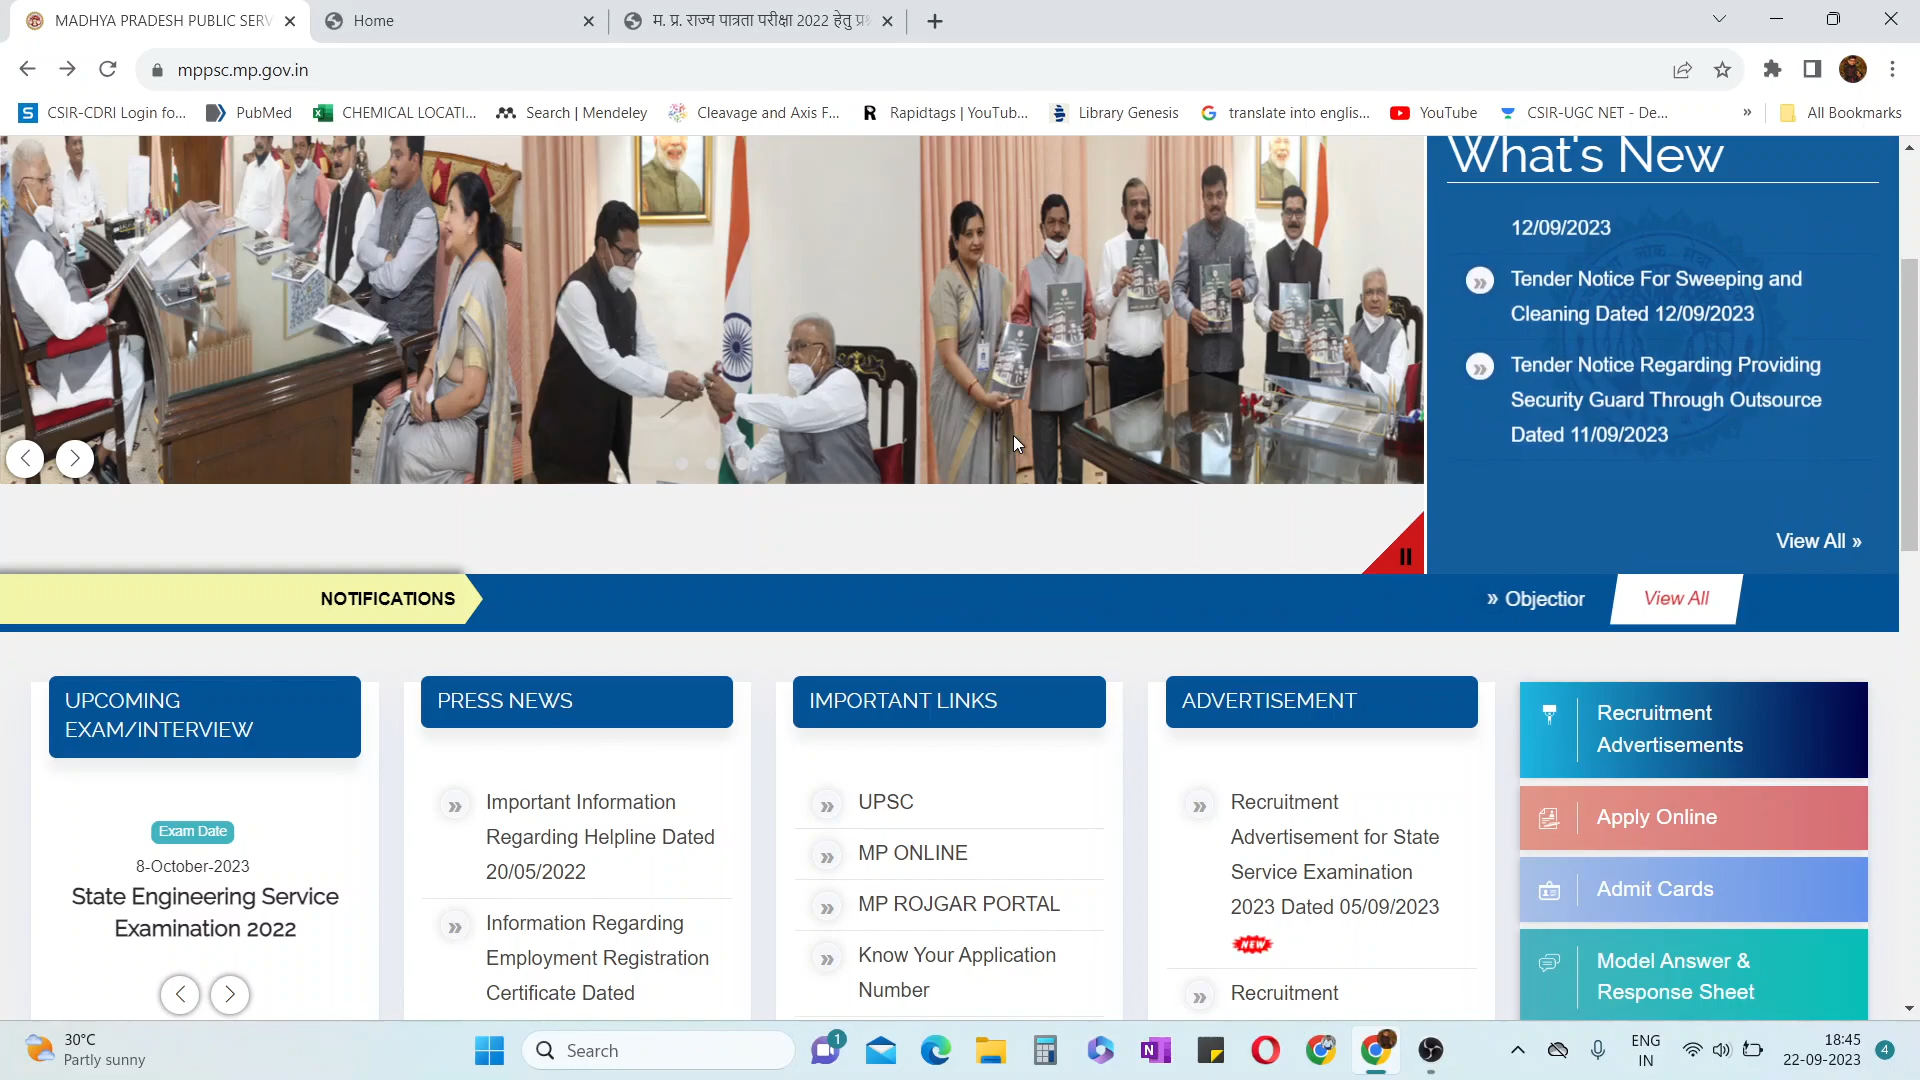 MADHYA PRADESH PUBLIC SERV
Home
म. प्र. राज्य पात्रता परीक्षा 2022 हेतु प्र
mppsc.mp.gov.in
CSIR-CDRI Login fo...
PubMed
CHEMICAL LOCATI...
Search | Mendeley
Cleavage and Axis F...
Rapidtags | YouTub...
Library Genesis
translate into englis...
YouTube
CSIR-UGC NET - De...
»
All Bookmarks
What's New
12/09/2023
Tender Notice For Sweeping and
Cleaning Dated 12/09/2023
Tender Notice Regarding Providing
Security Guard Through Outsource
Dated 11/09/2023
View All »
NOTIFICATIONS
» Objection
View All
UPCOMING
EXAM/INTERVIEW
Exam Date
8-October-2023
State Engineering Service
Examination 2022
PRESS NEWS
Important Information
Regarding Helpline Dated
20/05/2022
Information Regarding
Employment Registration
Certificate Dated
IMPORTANT LINKS
UPSC
MP ONLINE
MP ROJGAR PORTAL
Know Your Application
Number
ADVERTISEMENT
Recruitment
Advertisement for State
Service Examination
2023 Dated 05/09/2023
NEW
Recruitment
Recruitment
Advertisements
Apply Online
Admit Cards
Model Answer &
Response Sheet
30°C
Partly sunny
Search
1
ENG
IN
18:45
22-09-2023
4